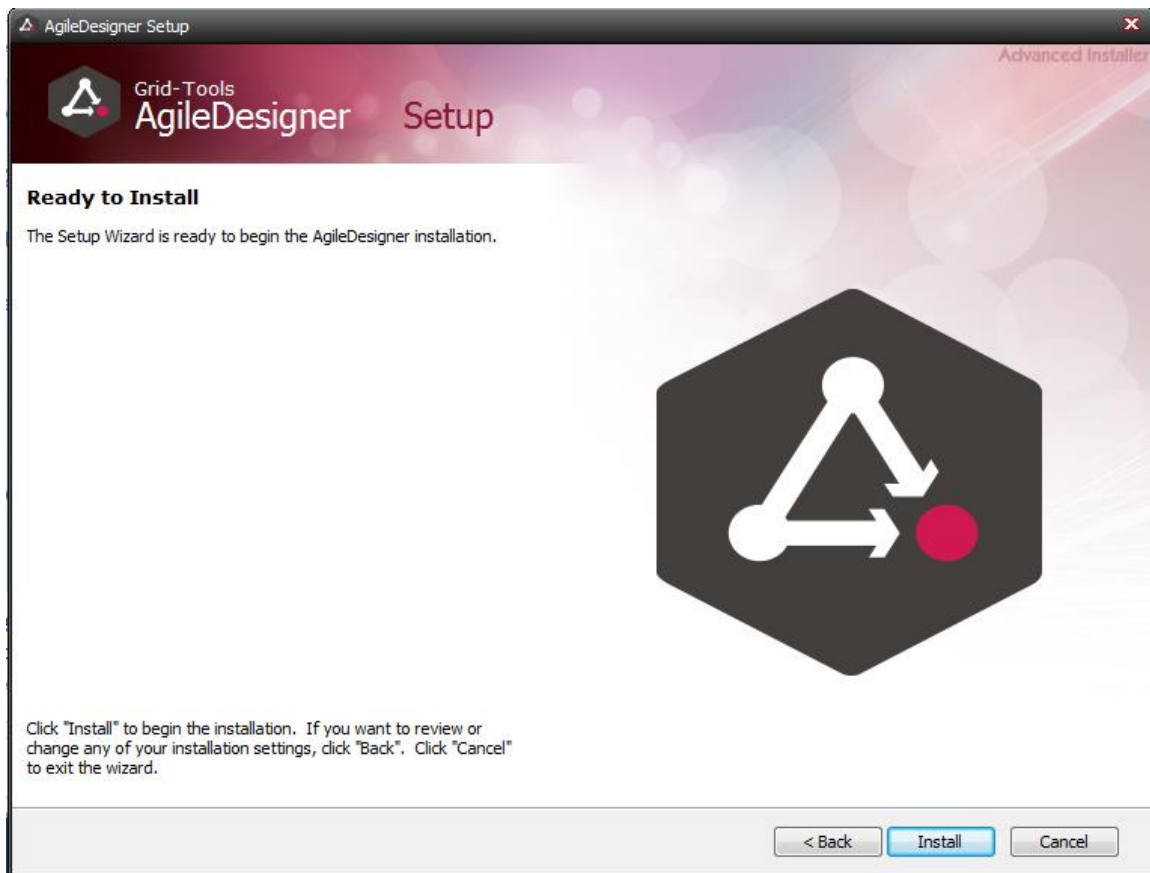 AgileDesigner Setup
Advanced Installer
Grid-Tools
AgileDesigner Setup
Ready to Install
The Setup Wizard is ready to begin the AgileDesigner installation.
Click "Install" to begin the installation. If you want to review or
change any of your installation settings, click "Back". Click "Cancel"
to exit the wizard.
< Back Install Cancel